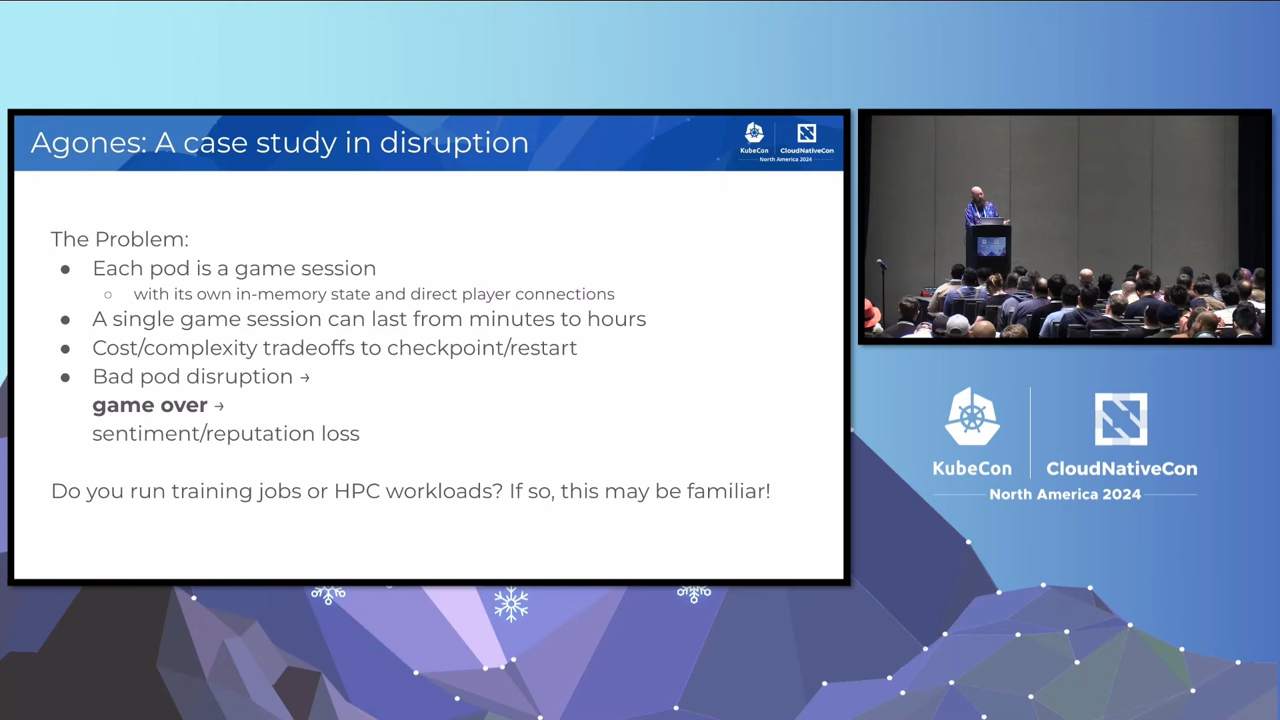 Agones: A case study in disruption
KubeCon
CloudNativeCon
North America 2024
The Problem:
● Each pod is a game session
○ with its own in-memory state and direct player connections
● A single game session can last from minutes to hours
● Cost/complexity tradeoffs to checkpoint/restart
● Bad pod disruption →
game over →
sentiment/reputation loss
Do you run training jobs or HPC workloads? If so, this may be familiar!
KubeCon
CloudNativeCon
North America 2024